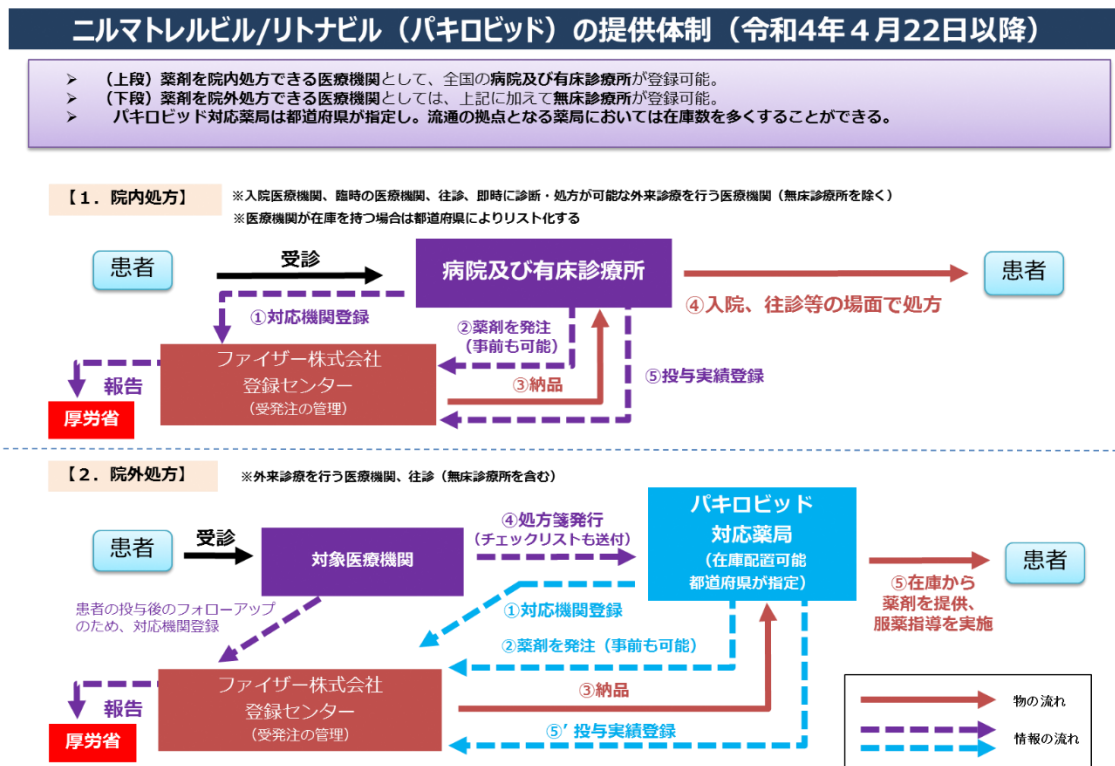 ニルマトレルビル/リトナビル（パキロビッド）の提供体制（令和4年４月22日以降）
➢ （上段）薬剤を院内処方できる医療機関として、全国の病院及び有床診療所が登録可能。
➢ （下段）薬剤を院外処方できる医療機関としては、上記に加えて無床診療所が登録可能。
➢ パキロビッド対応薬局は都道府県が指定し。流通の拠点となる薬局においては在庫数を多くすることができる。
【１．院内処方】
※入院医療機関、臨時の医療機関、往診、即時に診断・処方が可能な外来診療を行う医療機関（無床診療所を除く）
※医療機関が在庫を持つ場合は都道府県によりリスト化する
患者
受診
病院及び有床診療所
患者
④入院、往診等の場面で処方
①対応機関登録
②薬剤を発注
（事前も可能）
ファイザー株式会社
登録センター
（受発注の管理）
③納品
⑤投与実績登録
報告
厚労省
【２．院外処方】
※外来診療を行う医療機関、往診（無床診療所を含む）
患者
受診
対象医療機関
④処方箋発行
（チェックリストも送付）
パキロビッド
対応薬局
（在庫配置可能
都道府県が指定）
患者
⑤在庫から
薬剤を提供、
服薬指導を実施
患者の投与後のフォローアップ
のため、対応機関登録
①対応機関登録
②薬剤を発注（事前も可能）
ファイザー株式会社
登録センター
（受発注の管理）
③納品
⑤’投与実績登録
報告
厚労省
物の流れ
情報の流れ